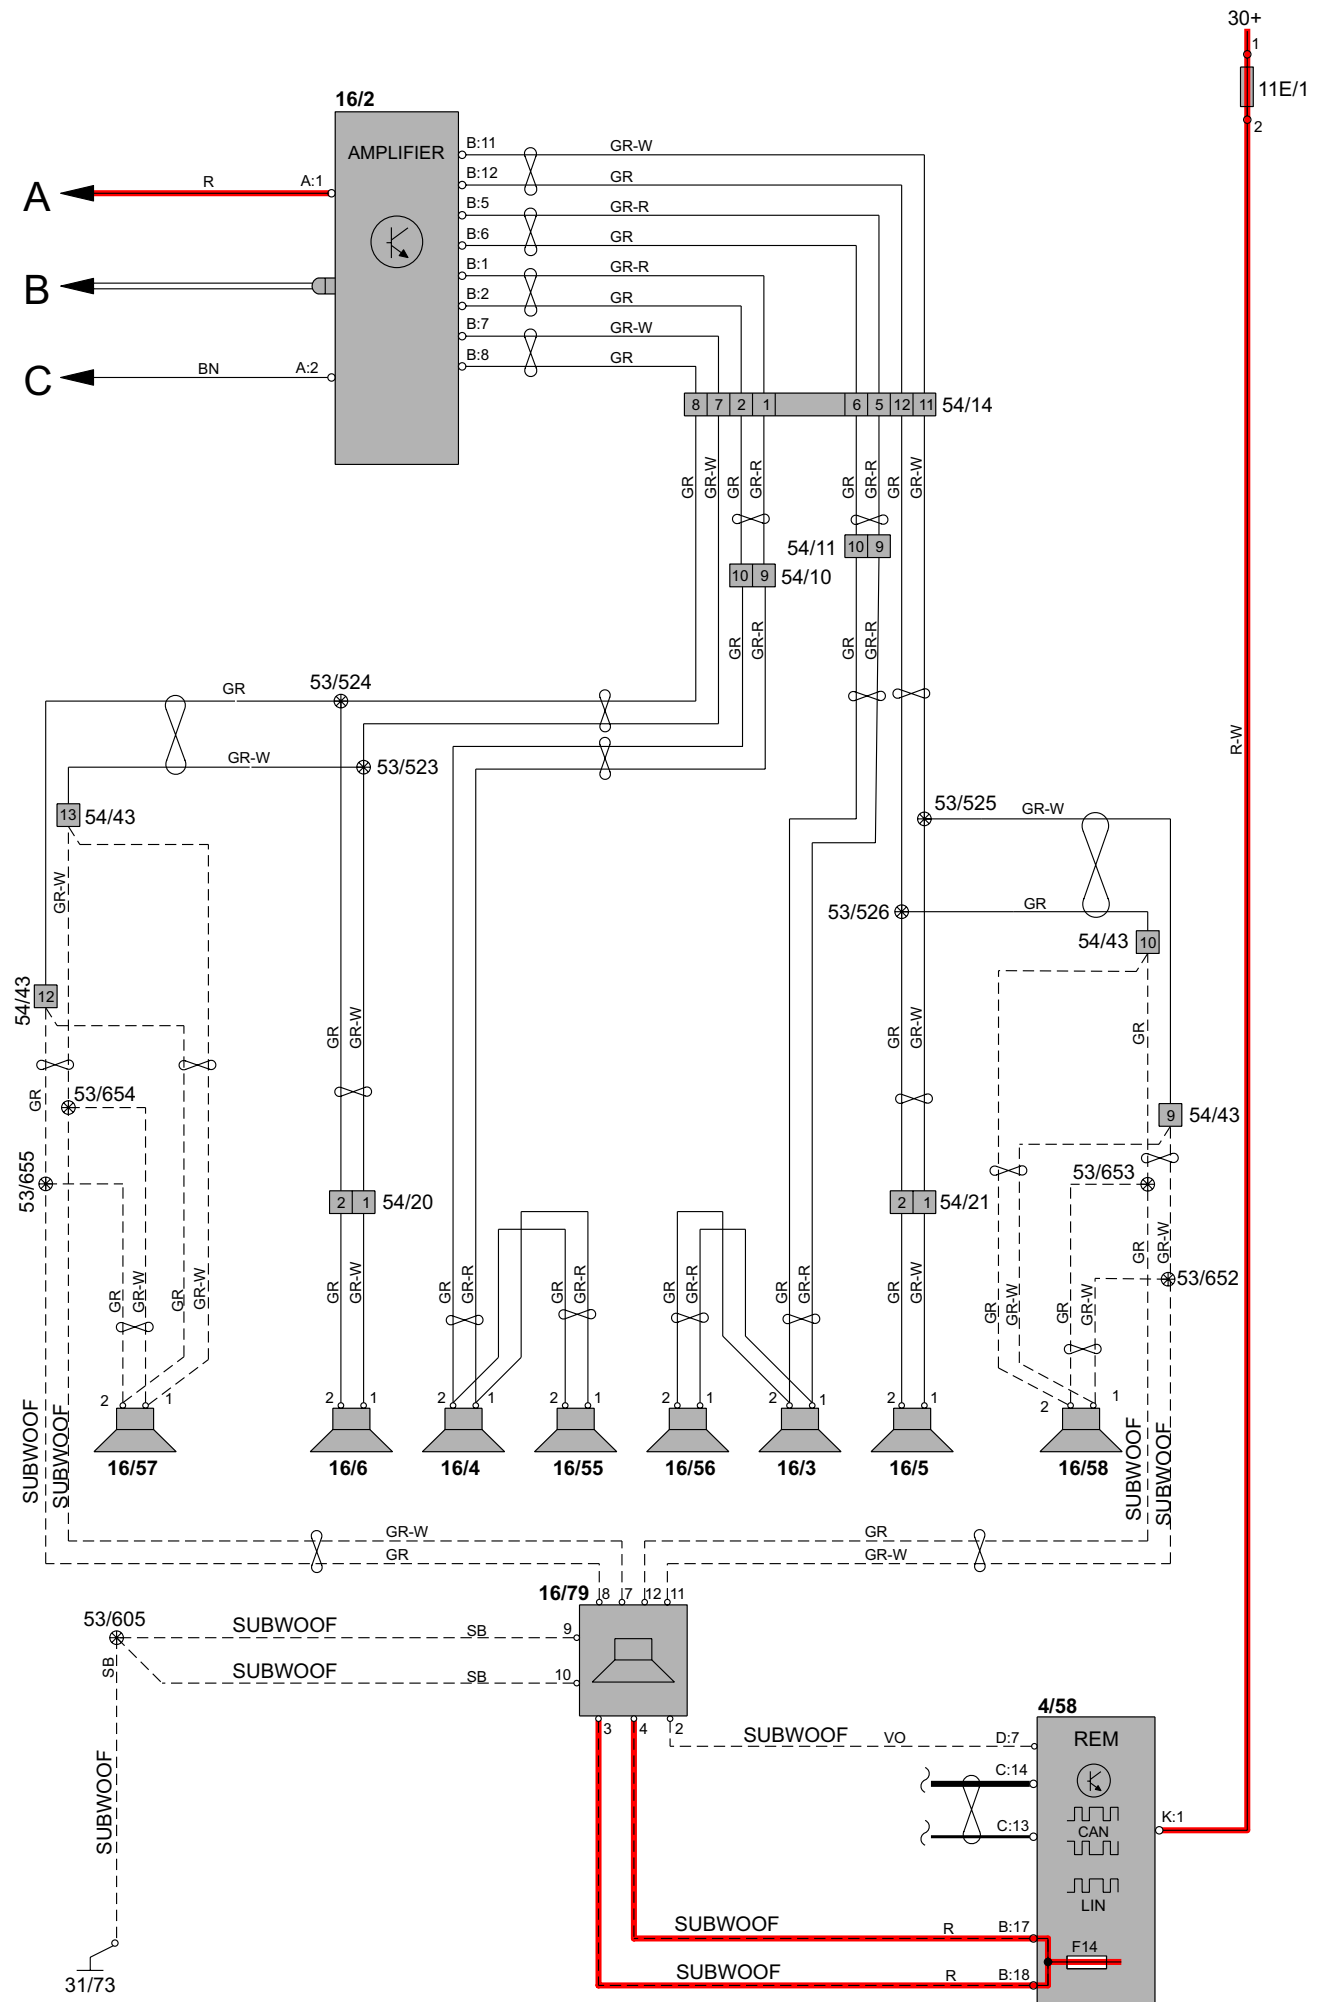 30+
1
11E/1
2
16/2
AMPLIFIER
B:11 GR-W
B:12 GR
B:5 GR-R
B:6 GR
B:1 GR-R
B:2 GR
B:7 GR-W
B:8 GR
A R A:1
B
C BN A:2
8 7 2 1 6 5 12 11 54/14
GR GR-W GR GR-R GR GR-R GR GR-W
54/11 10 9
10 9 54/10
GR GR-R GR GR-R
R-W
GR 53/524
GR-W 53/523
13 54/43
53/525 GR-W
53/526 GR
54/43 10
GR-W
54/43 12
GR GR-W GR GR-W GR
GR 53/654
9 54/43
53/655
53/653
2 1 54/20
2 1 54/21
GR GR-W
53/652
GR GR-W GR GR-W GR GR-W GR GR-R GR GR-R GR GR-R GR GR-R GR GR-W GR GR-W GR GR-W
2 1 2 1 2 1 2 1 2 1 2 1 2 1 2 1
SUBWOOF SUBWOOF SUBWOOF SUBWOOF
16/57 16/6 16/4 16/55 16/56 16/3 16/5 16/58
GR-W GR
GR GR-W
16/79 8 7 12 11
53/605 SUBWOOF SB 9
SB
SUBWOOF SB 10
3 4 2
SUBWOOF VO D:7
4/58
REM
C:14
K:1
C:13
CAN
LIN
SUBWOOF
SUBWOOF R B:17
F14
SUBWOOF R B:18
31/73